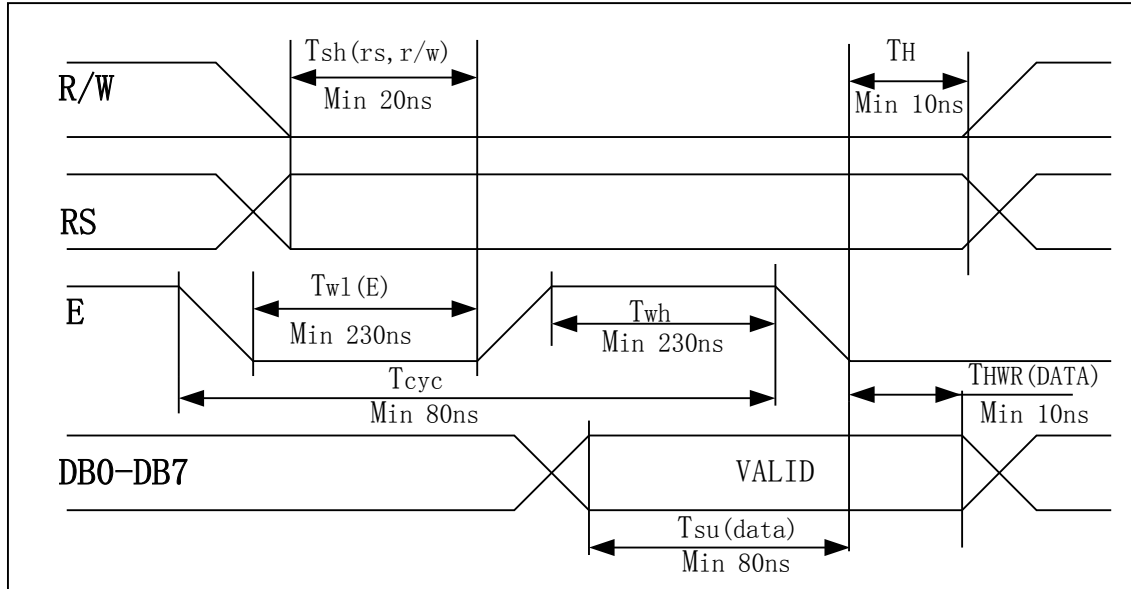 Tsh(rs,r/w)
Min 20ns
TH
Min 10ns
R/W
RS
E
Twl(E)
Min 230ns
Twh
Min 230ns
Tcyc
Min 80ns
THWR(DATA)
Min 10ns
DB0-DB7
VALID
Tsu(data)
Min 80ns